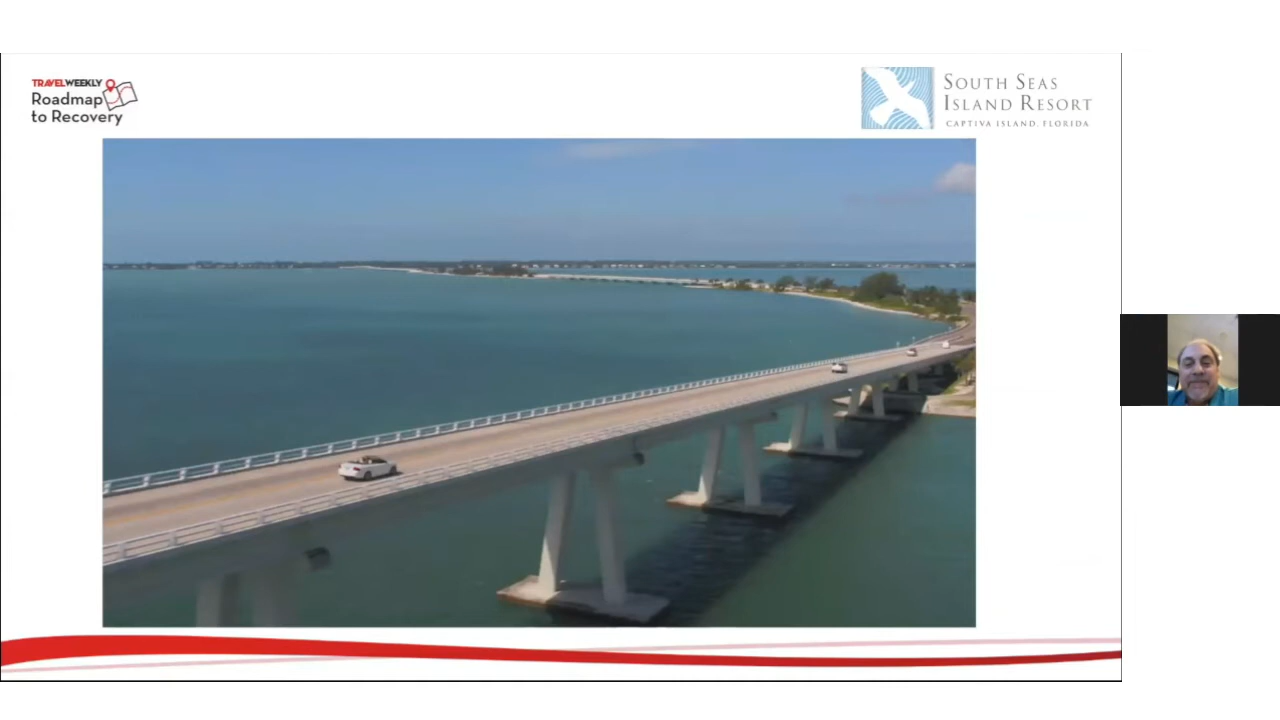 TRAVELWEEKLY
Roadmap
to Recovery
SOUTH SEAS
ISLAND RESORT
CAPTIVA ISLAND, FLORIDA